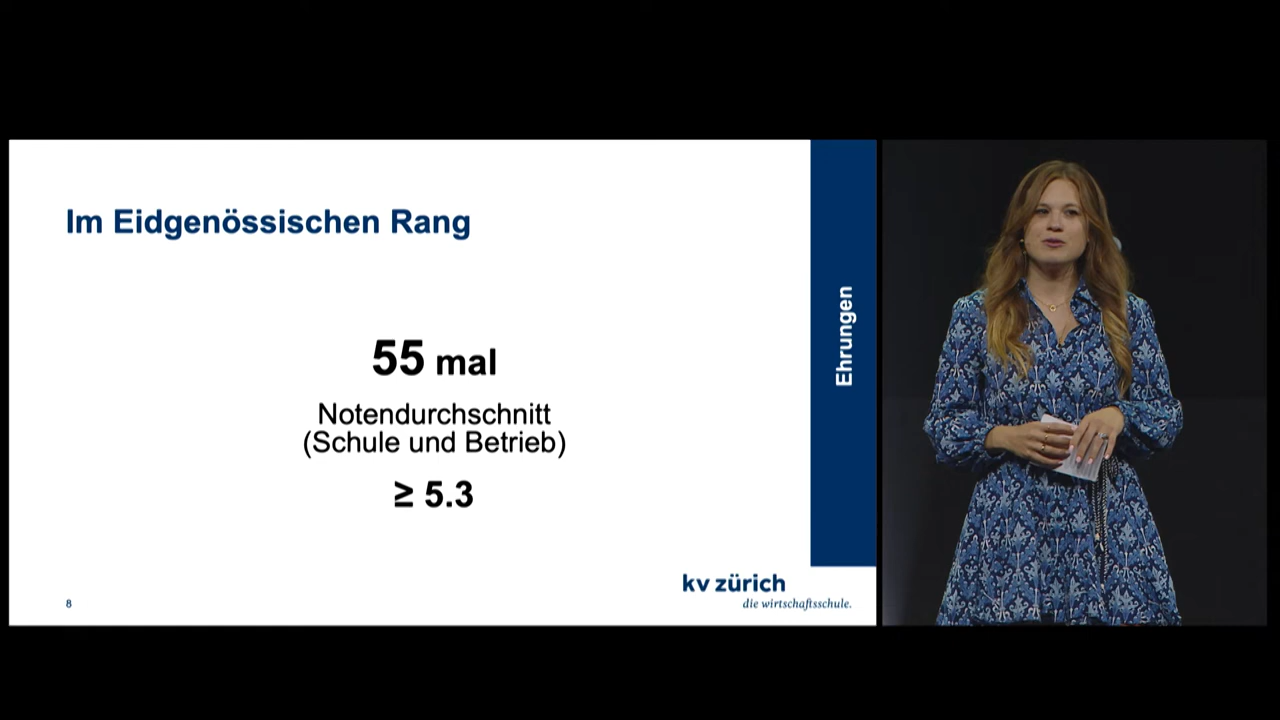 Im Eidgenössischen Rang
55 mal
Notendurchschnitt
(Schule und Betrieb)
≥ 5.3
Ehrungen
kv zürich
die wirtschaftsschule.
8